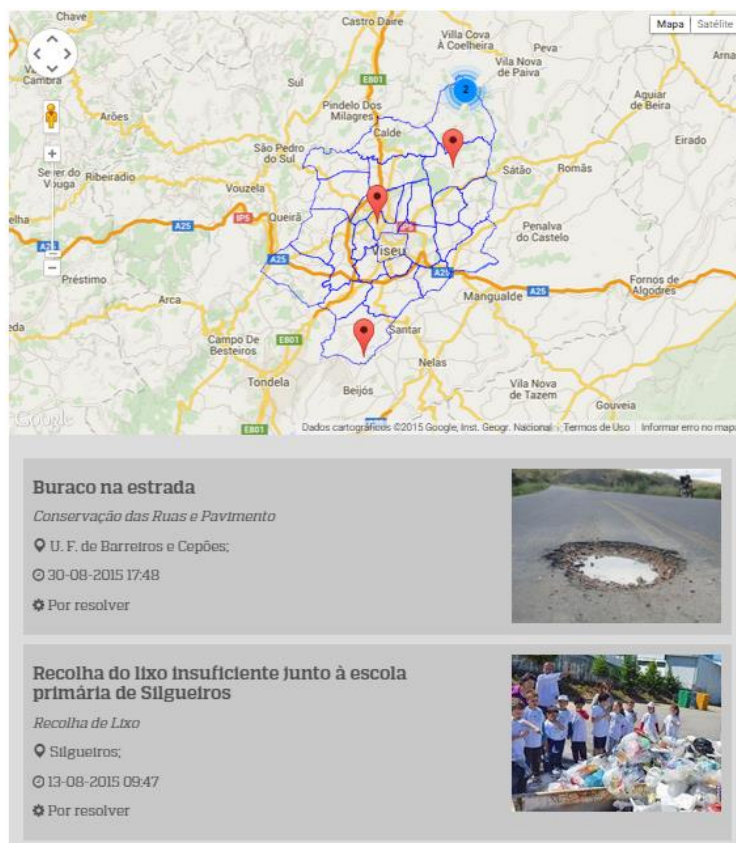 Chave
Castro Daire
Mapa Satélite
Villa Cova
À Coelheira
Peva
Vila Nova
de Paiva
Cambra
E801
Sul
2
Aguiar
de Beira
Pindelo Dos
Milagres
Arões
Calde
Eirado
São Pedro
do Sul
Sever do
Vouga
Ribeiradio
Sátão
Romãs
Vouzela
IP5
Queirã
A25
Penalva
do Castelo
A25
Viseu
A25
A25
Préstimo
A25
Fornos de
Algodres
Arca
Mangualde
Campo De
Besteiros
E801
Santar
Nelas
Tondela
Beijós
Vila Nova
de Tazem
Gouveia
Google
E801
Dados cartográficos ©2015 Google, Inst. Geogr. Nacional Termos de Uso Informar erro no mapa
Buraco na estrada
Conservação das Ruas e Pavimento
U. F. de Barreiros e Cepões;
30-08-2015 17:48
Por resolver
Recolha do lixo insuficiente junto à escola
primária de Silgueiros
Recolha de Lixo
Silgueiros;
13-08-2015 09:47
Por resolver